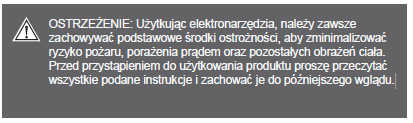 OSTRZEŻENIE: Użytkując elektronarzędzia, należy zawsze
zachowywać podstawowe środki ostrożności, aby zminimalizować
ryzyko pożaru, porażenia prądem oraz pozostałych obrażeń ciała.
Przed przystąpieniem do użytkowania produktu proszę przeczytać
wszystkie podane instrukcje i zachować je do późniejszego wglądu.